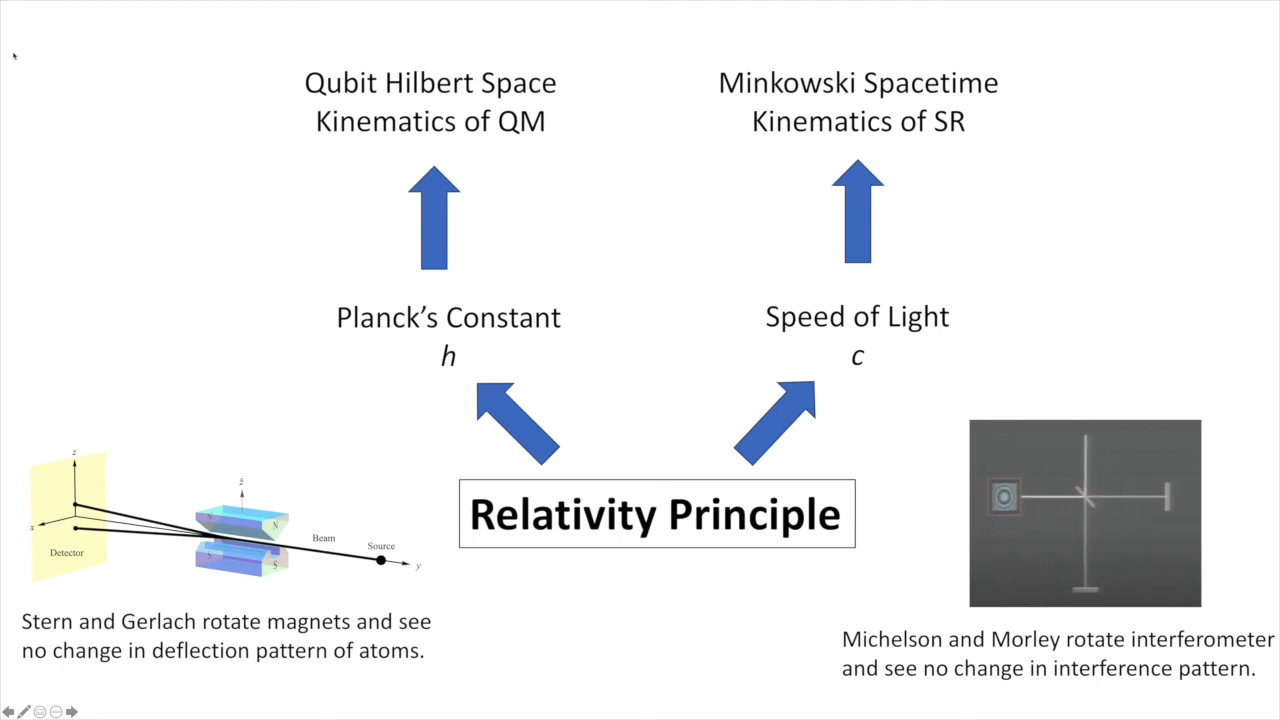 Qubit Hilbert Space
Kinematics of QM
Minkowski Spacetime
Kinematics of SR
Planck’s Constant
h
Speed of Light
c
Relativity Principle
z
x
Detector
ẑ
N
N
S
S
Beam
Source
y
Stern and Gerlach rotate magnets and see
no change in deflection pattern of atoms.
Michelson and Morley rotate interferometer
and see no change in interference pattern.